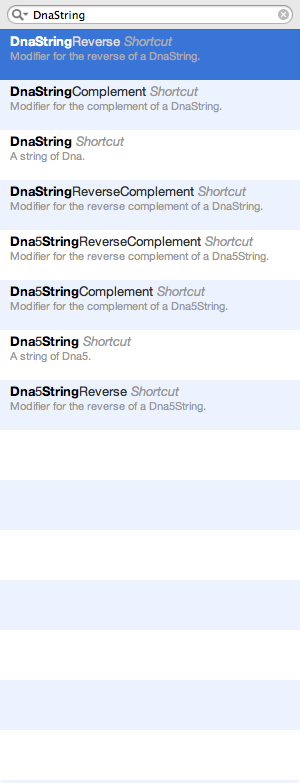 DnaString
DnaStringReverse Shortcut
Modifier for the reverse of a DnaString.
DnaStringComplement Shortcut
Modifier for the complement of a DnaString.
DnaString Shortcut
A string of Dna.
DnaStringReverseComplement Shortcut
Modifier for the reverse complement of a DnaString.
Dna5StringReverseComplement Shortcut
Modifier for the reverse complement of a Dna5String.
Dna5StringComplement Shortcut
Modifier for the complement of a Dna5String.
Dna5String Shortcut
A string of Dna5.
Dna5StringReverse Shortcut
Modifier for the reverse of a Dna5String.